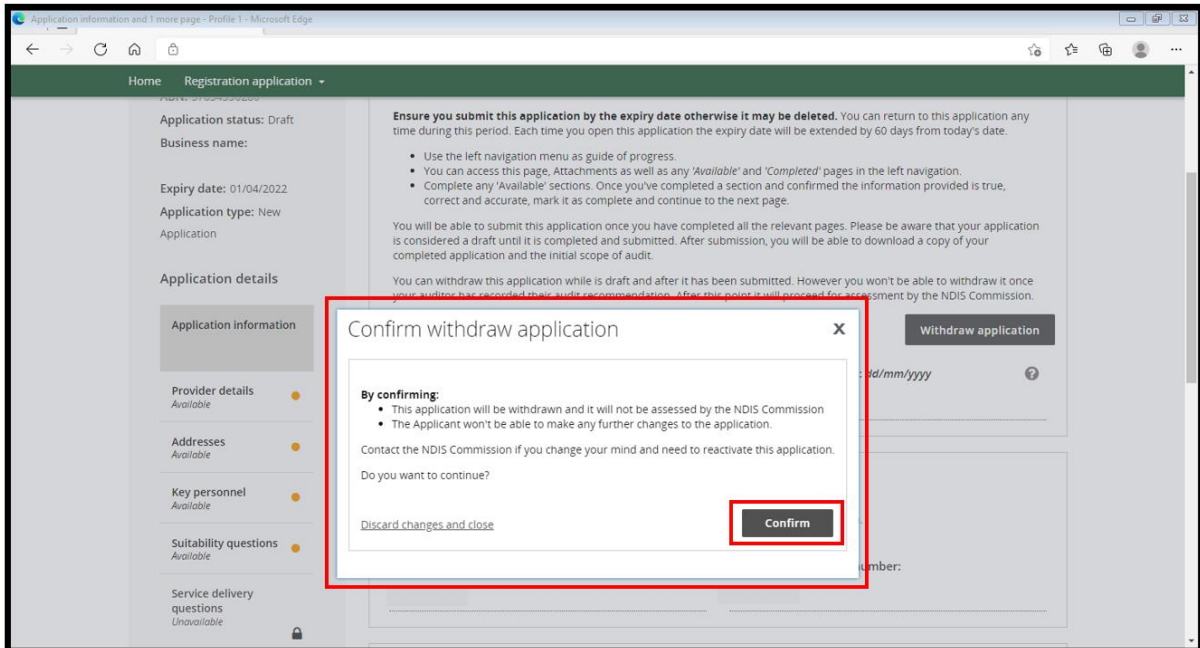 Application information and 1 more page - Profile 1 - Microsoft Edge
Home Registration application
Application status: Draft
Business name:
Expiry date: 01/04/2022
Application type: New
Application
Application details
Application information
Provider details
Available
Addresses
Available
Key personnel
Available
Suitability questions
Available
Service delivery
questions
Unavailable
Ensure you submit this application by the expiry date otherwise it may be deleted. You can return to this application any
time during this period. Each time you open this application the expiry date will be extended by 60 days from today's date.
• Use the left navigation menu as guide of progress.
• You can access this page, Attachments as well as any 'Available' and 'Completed' pages in the left navigation.
• Complete any 'Available' sections. Once you've completed a section and confirmed the information provided is true,
correct and accurate, mark it as complete and continue to the next page.
You will be able to submit this application once you have completed all the relevant pages. Please be aware that your application
is considered a draft until it is completed and submitted. After submission, you will be able to download a copy of your
completed application and the initial scope of audit.
You can withdraw this application while is draft and after it has been submitted. However you won't be able to withdraw it once
your auditor has recorded their audit recommendation. After this point it will proceed for assessment by the NDIS Commission.
Withdraw application
dd/mm/yyyy
Confirm withdraw application X
By confirming:
• This application will be withdrawn and it will not be assessed by the NDIS Commission
• The Applicant won't be able to make any further changes to the application.
Contact the NDIS Commission if you change your mind and need to reactivate this application.
Do you want to continue?
Discard changes and close
Confirm